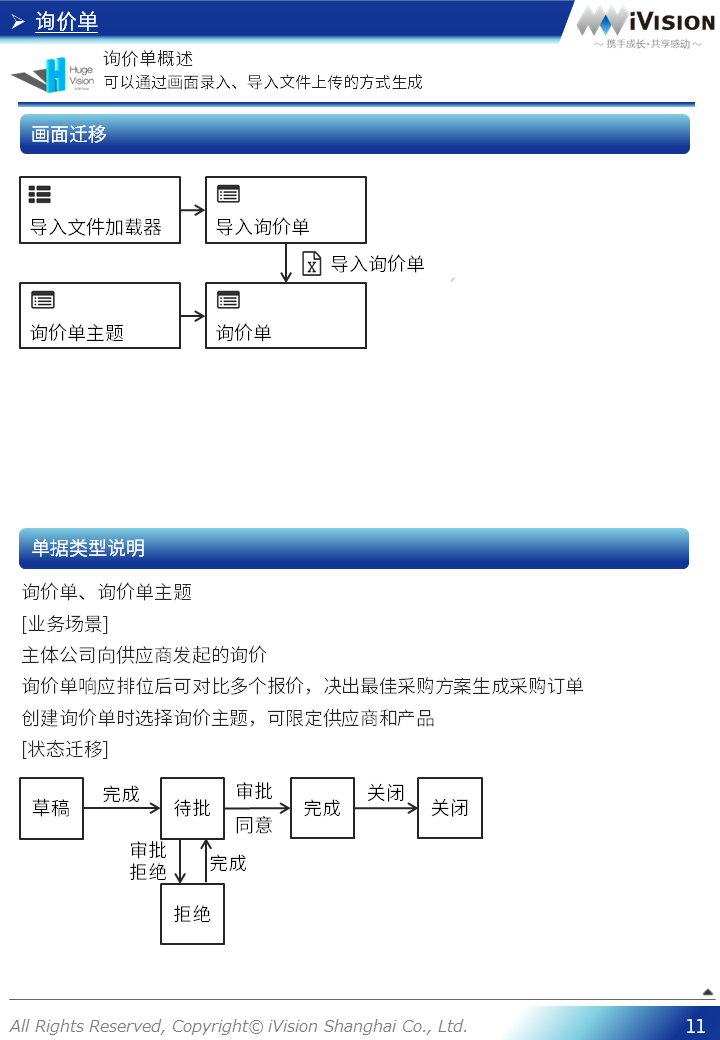 询价单
iVISION
～ 携手成长·共享感动 ～
Huge
Vision
询价单概述
可以通过画面录入、导入文件上传的方式生成
画面迁移
导入文件加载器
导入询价单
导入询价单
询价单主题
询价单
单据类型说明
询价单、询价单主题
[业务场景]
主体公司向供应商发起的询价
询价单响应排位后可对比多个报价，决出最佳采购方案生成采购订单
创建询价单时选择询价主题，可限定供应商和产品
[状态迁移]
草稿
完成
待批
审批
同意
完成
关闭
关闭
审批
拒绝
完成
拒绝
All Rights Reserved, Copyright© iVision Shanghai Co., Ltd.
11